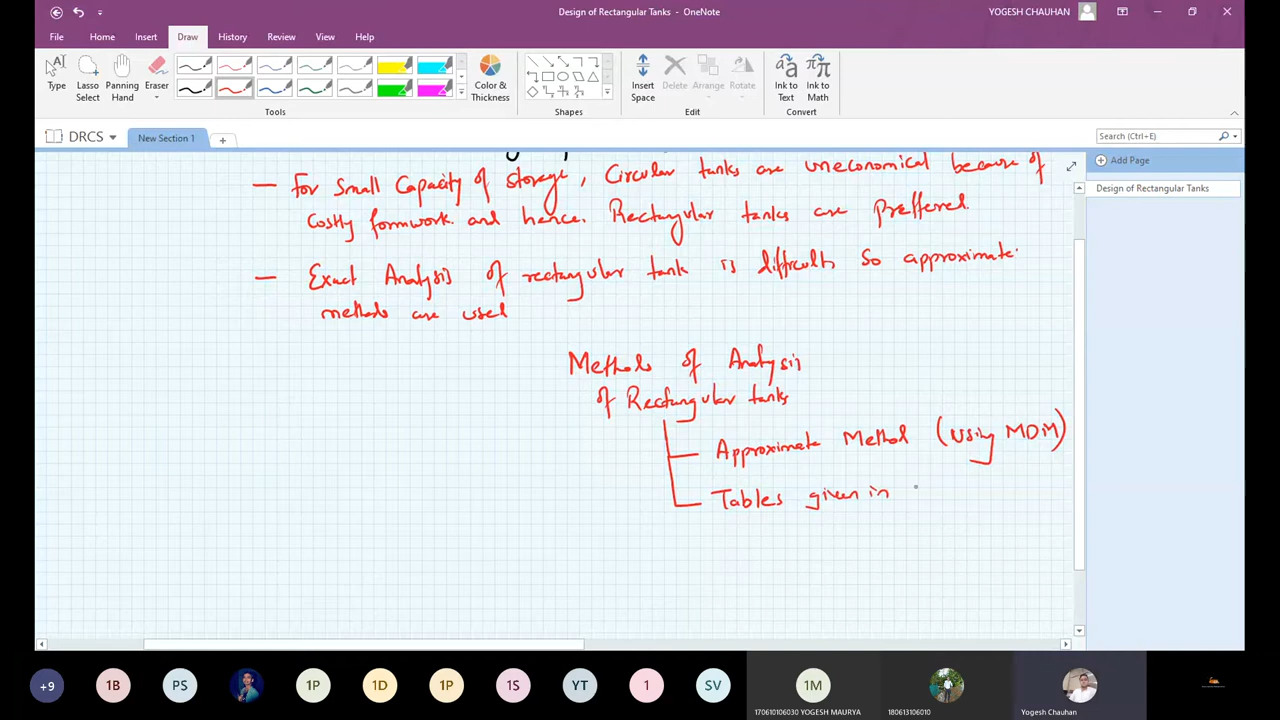 Design of Rectangular Tanks - OneNote
YOGESH CHAUHAN
File Home Insert Draw History Review View Help
Type
Lasso Select
Panning Hand
Eraser
Color & Thickness
Insert Space
Delete
Arrange
Rotate
Ink to Text
Ink to Math
Tools
Shapes
Edit
Convert
DRCS
New Section 1
Search (Ctrl+E)
Add Page
Design of Rectangular Tanks
— For Small Capacity of Storage, Circular tanks are uneconomical because of
Costly formwork and hence Rectangular tanks are preffered.
— Exact Analysis of rectangular tank is difficult So approximate
methods are used
Methods of Analysis
of Rectangular tanks
Approximate Method (Using MDM)
Tables given in
+9 1B PS 1P 1D 1P 1S YT 1 SV 1M
170610106030 YOGESH MAURYA
180613106010
Yogesh Chauhan